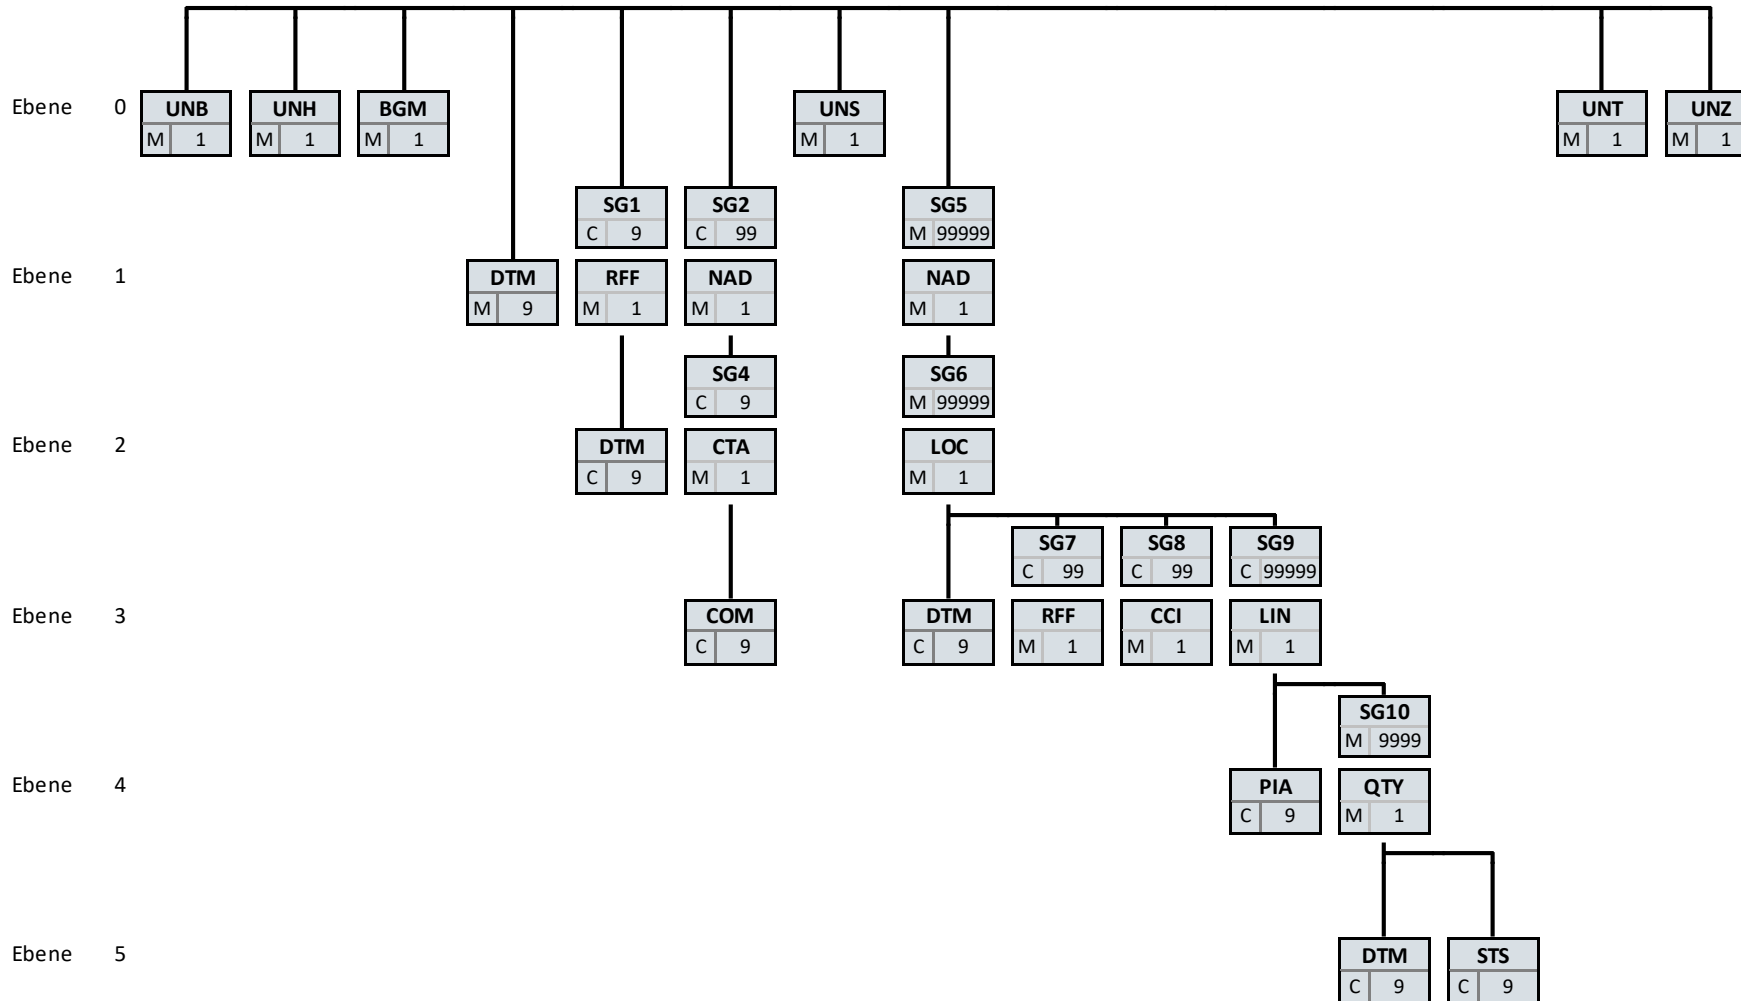 Ebene 0 UNB UNH BGM UNS UNT UNZ
M 1 M 1 M 1 M 1 M 1 M 1
SG1 SG2 SG5
C 9 C 99 M 99999
Ebene 1 DTM RFF NAD NAD
M 9 M 1 M 1 M 1
SG4 SG6
C 9 M 99999
Ebene 2 DTM CTA LOC
C 9 M 1 M 1
SG7 SG8 SG9
C 99 C 99 C 99999
Ebene 3 COM DTM RFF CCI LIN
C 9 C 9 M 1 M 1 M 1
SG10
M 9999
Ebene 4 PIA QTY
C 9 M 1
Ebene 5 DTM STS
C 9 C 9